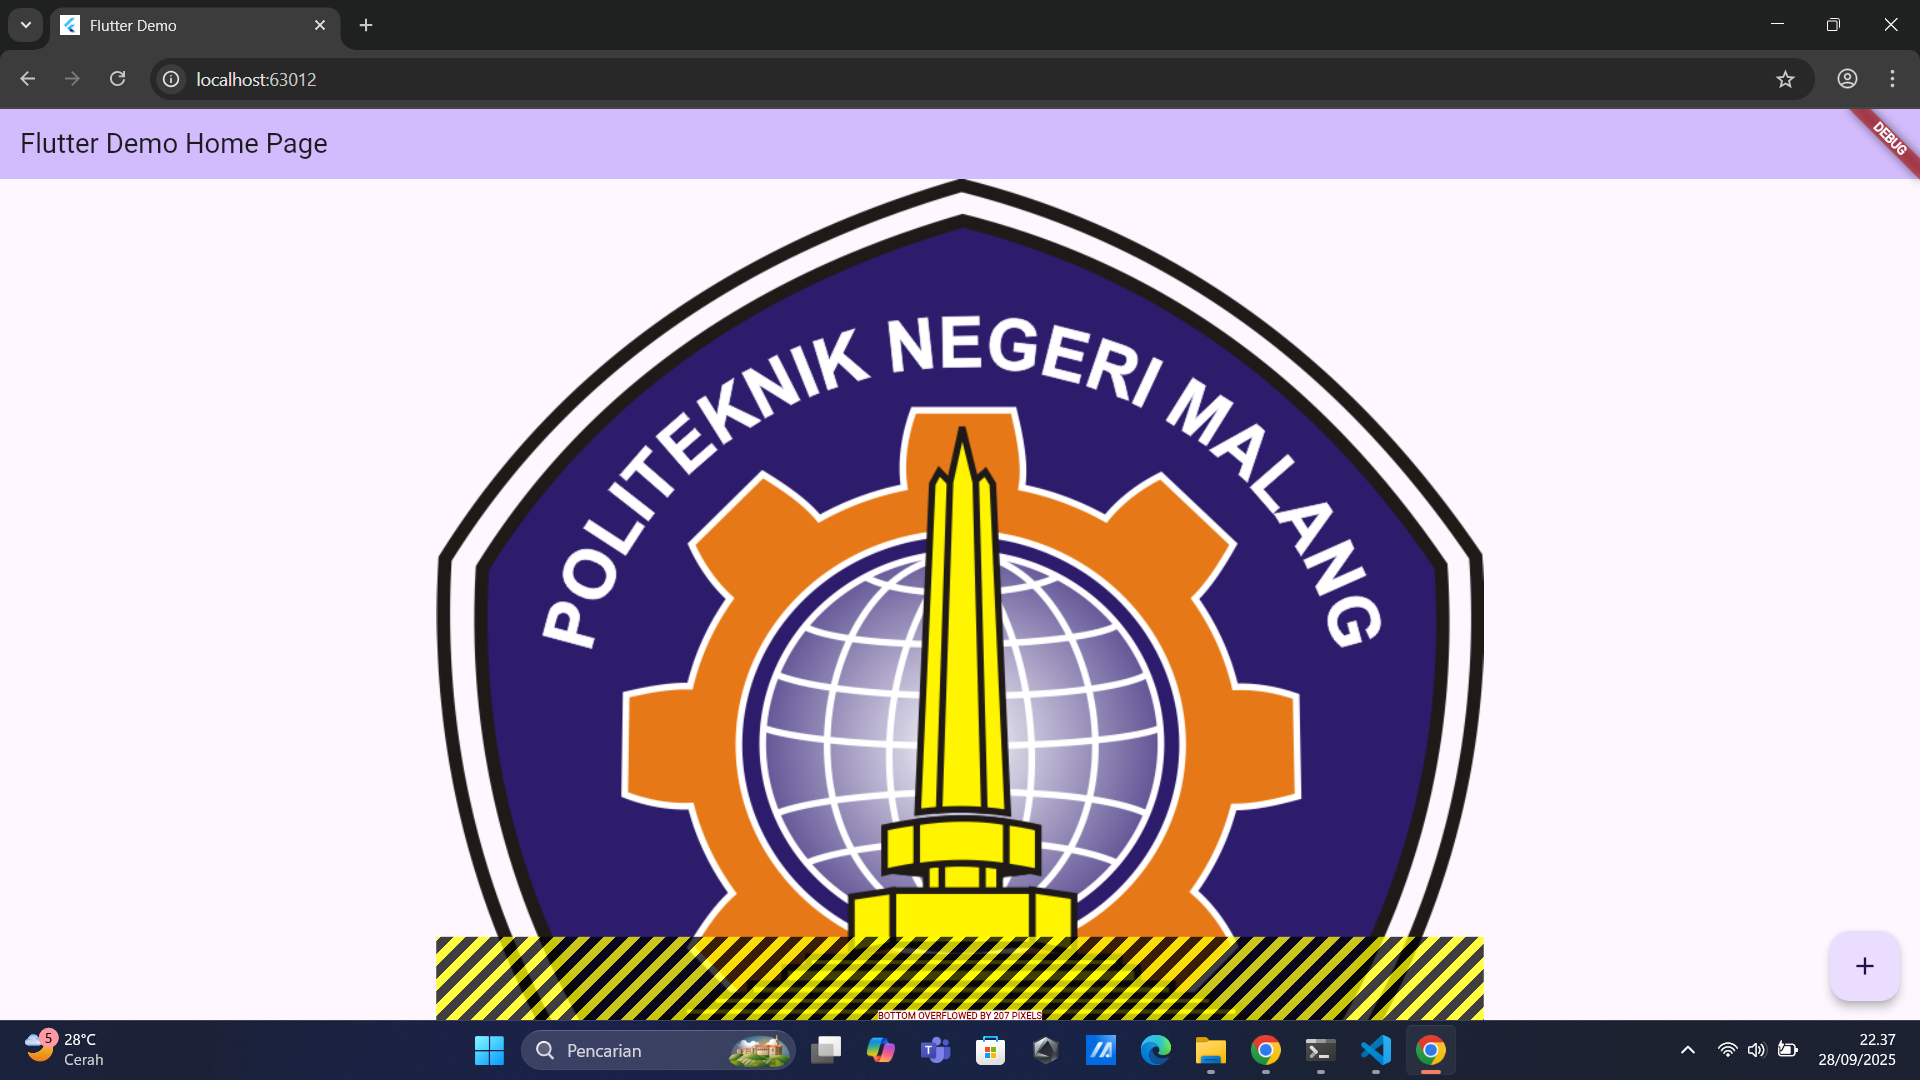 Flutter Demo
localhost:63012
Flutter Demo Home Page
DEBUG
POLITEKNIK NEGERI MALANG
BOTTOM OVERFLOWED BY 207 PIXELS
5
28°C
Cerah
Pencarian
22.37
28/09/2025